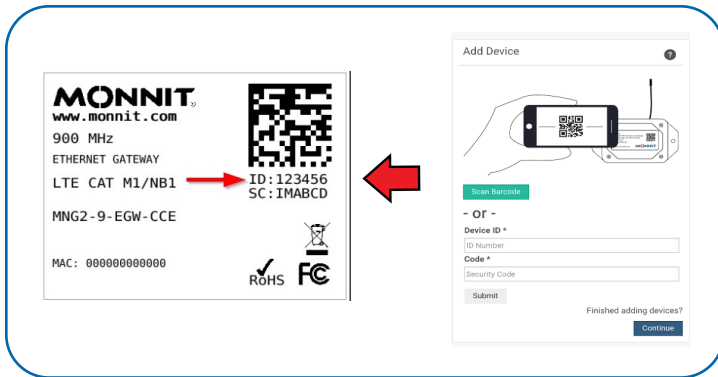 MONNIT®
www.monnit.com
900 MHz
ETHERNET GATEWAY
LTE CAT M1/NB1
ID:123456
SC:IMABCD
MNG2-9-EGW-CCE
MAC: 000000000000
RoHS
FC
Add Device
?
MONNIT
Scan Barcode
- or -
Device ID *
ID Number
Code *
Security Code
Submit
Finished adding devices?
Continue